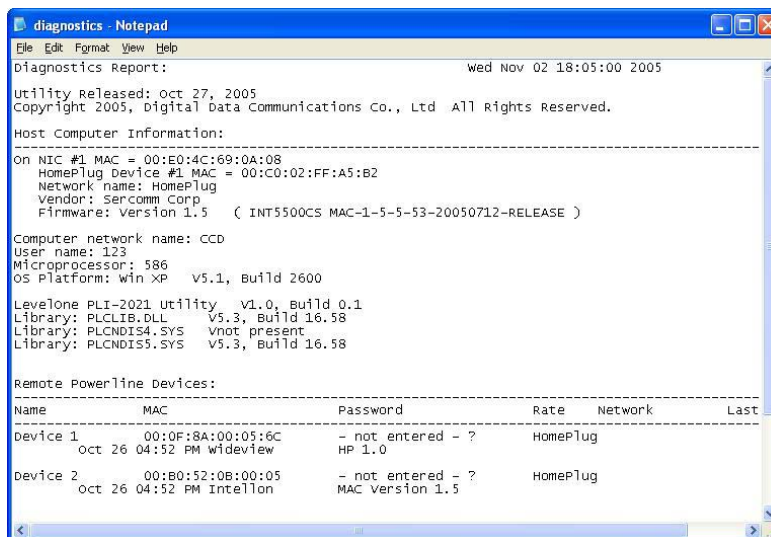 diagnostics - Notepad
File Edit Format View Help
Diagnostics Report: Wed Nov 02 18:05:00 2005
Utility Released: Oct 27, 2005
Copyright 2005, Digital Data Communications Co., Ltd All Rights Reserved.
Host Computer Information:
On NIC #1 MAC = 00:E0:4C:69:0A:08
HomePlug Device #1 MAC = 00:C0:02:FF:A5:B2
Network name: HomePlug
Vendor: Sercomm Corp
Firmware: Version 1.5 ( INT5500CS MAC-1-5-5-53-20050712-RELEASE )
Computer network name: CCD
User name: 123
Microprocessor: 586
OS Platform: Win XP V5.1, Build 2600
LevelOne PLI-2021 Utility V1.0, Build 0.1
Library: PLCLIB.DLL V5.3, Build 16.58
Library: PLCNDIS4.SYS Vnot present
Library: PLCNDIS5.SYS V5.3, Build 16.58
Remote Powerline Devices:
Name MAC Password Rate Network Last
Device 1 00:0F:8A:00:05:6C - not entered - ? HomePlug
Oct 26 04:52 PM Wideview HP 1.0
Device 2 00:B0:52:0B:00:05 - not entered - ? HomePlug
Oct 26 04:52 PM Intellon MAC Version 1.5